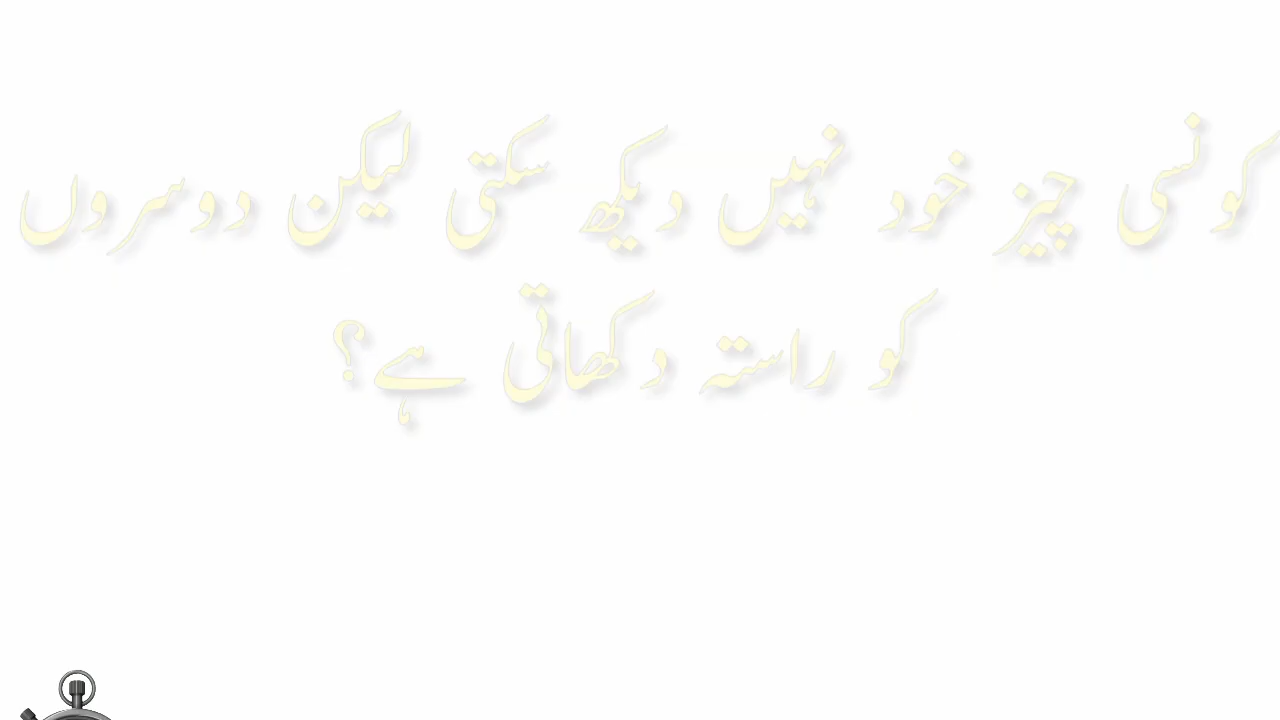 کونسی چیز خود نہیں دیکھ سکتی لیکن دوسروں
کو راستہ دکھاتی ہے؟